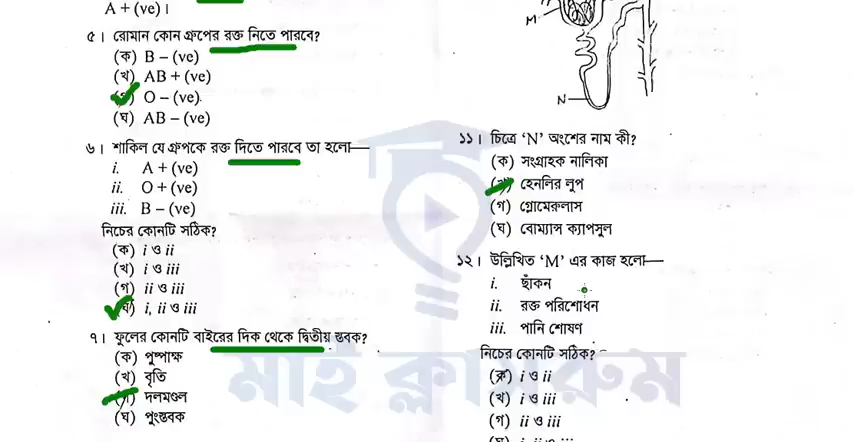 A + (ve)।
৫। রোমান কোন গ্রুপের রক্ত নিতে পারবে?
(ক) B – (ve)
(খ) AB + (ve)
(গ) O – (ve)
(ঘ) AB – (ve)
৬। শাকিল যে গ্রুপকে রক্ত দিতে পারবে তা হলো—
i. A + (ve)
ii. O + (ve)
iii. B – (ve)
নিচের কোনটি সঠিক?
(ক) i ও ii
(খ) i ও iii
(গ) ii ও iii
(ঘ) i, ii ও iii
৭। ফুলের কোনটি বাইরের দিক থেকে দ্বিতীয় স্তবক?
(ক) পুষ্পাক্ষ
(খ) বৃতি
(গ) দলমণ্ডল
(ঘ) পুংস্তবক
M
N
১১। চিত্রে ‘N’ অংশের নাম কী?
(ক) সংগ্রাহক নালিকা
(খ) হেনলির লুপ
(গ) গ্লোমেরুলাস
(ঘ) বোম্যান্স ক্যাপসুল
১২। উল্লিখিত ‘M’ এর কাজ হলো—
i. ছাঁকন
ii. রক্ত পরিশোধন
iii. পানি শোষণ
নিচের কোনটি সঠিক?
(ক) i ও ii
(খ) i ও iii
(গ) ii ও iii
মাই ক্লাসরুম